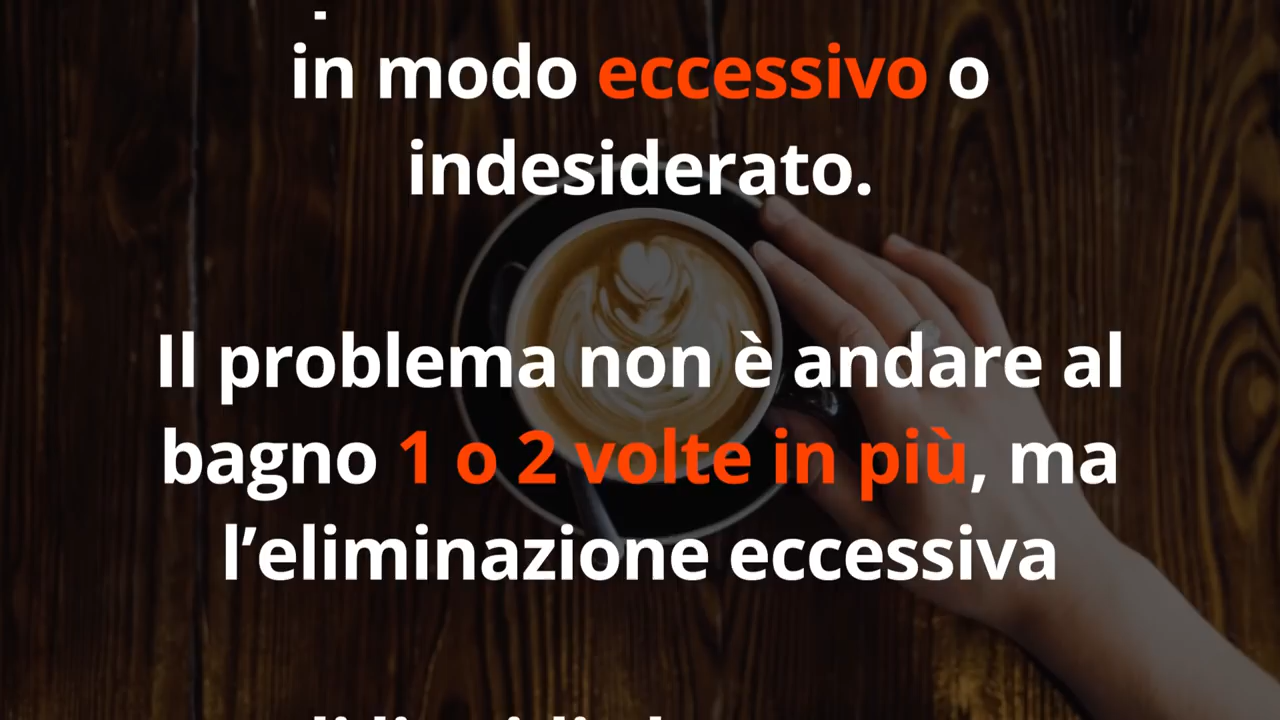 in modo eccessivo o
indesiderato.
Il problema non è andare al
bagno 1 o 2 volte in più, ma
l’eliminazione eccessiva